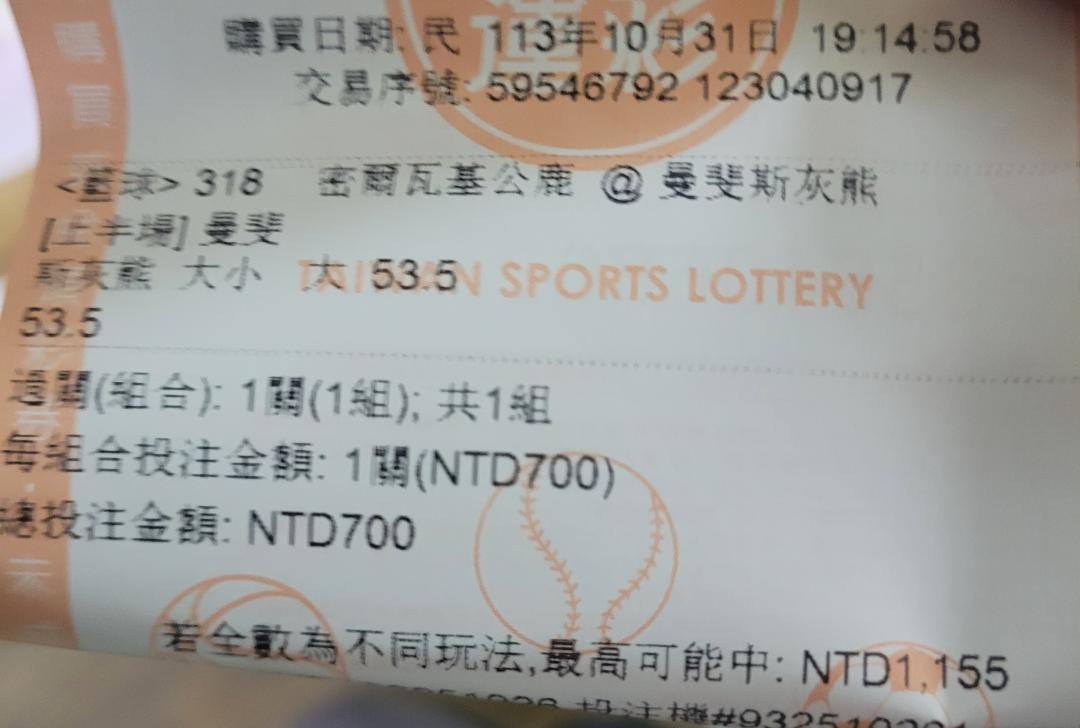 購買日期: 民 113年10月31日 19:14:58
交易序號: 59546792 123040917
<籃球> 318 密爾瓦基公鹿 @ 曼斐斯灰熊
[上半場] 曼斐
斯灰熊 大小 大 53.5
TAIWAN SPORTS LOTTERY
53.5
過關(組合): 1關(1組); 共1組
每組合投注金額: 1關(NTD700)
總投注金額: NTD700
若全數為不同玩法,最高可能中: NTD1,155
投注機#